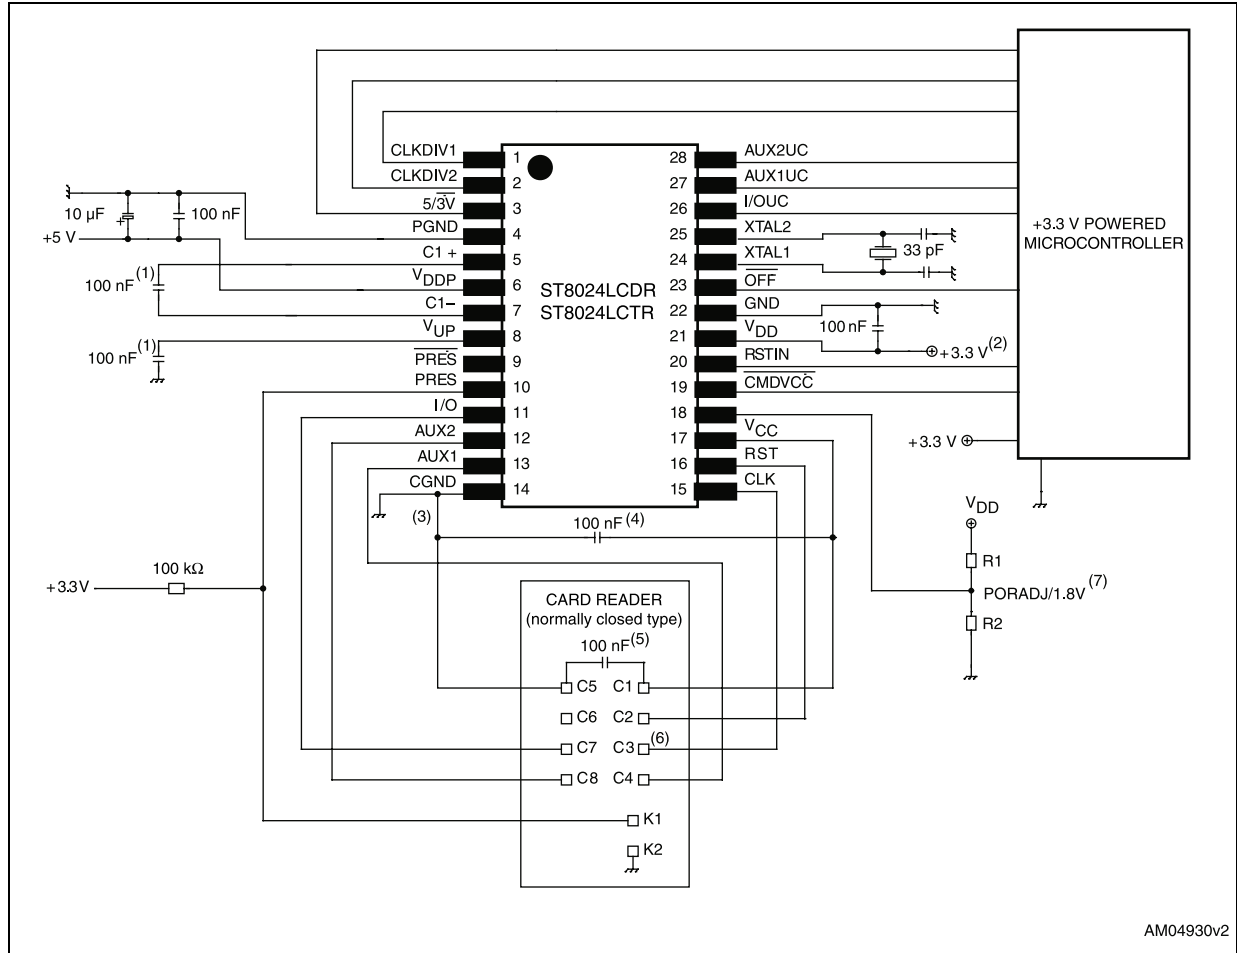 CLKDIV1 1 28 AUX2UC
CLKDIV2 2 27 AUX1UC
5/3V 3 26 I/OUC
+3.3 V POWERED
MICROCONTROLLER
10 µF + 100 nF
+5 V
PGND 4 25 XTAL2
33 pF
C1 + 5 24 XTAL1
100 nF(1)
VDDP 6 23 OFF
ST8024LCDR
ST8024LCTR
C1– 7 22 GND
100 nF
VUP 8 21 VDD
+3.3 V(2)
100 nF(1)
PRES 9 20 RSTIN
PRES 10 19 CMDVCC
I/O 11 18
AUX2 12 17 VCC
+3.3 V
AUX1 13 16 RST
CGND 14 15 CLK
(3)
100 nF(4)
VDD
R1
+3.3V
100 kΩ
PORADJ/1.8V(7)
R2
CARD READER
(normally closed type)
100 nF(5)
C5 C1
C6 C2
C7 C3 (6)
C8 C4
K1
K2
AM04930v2